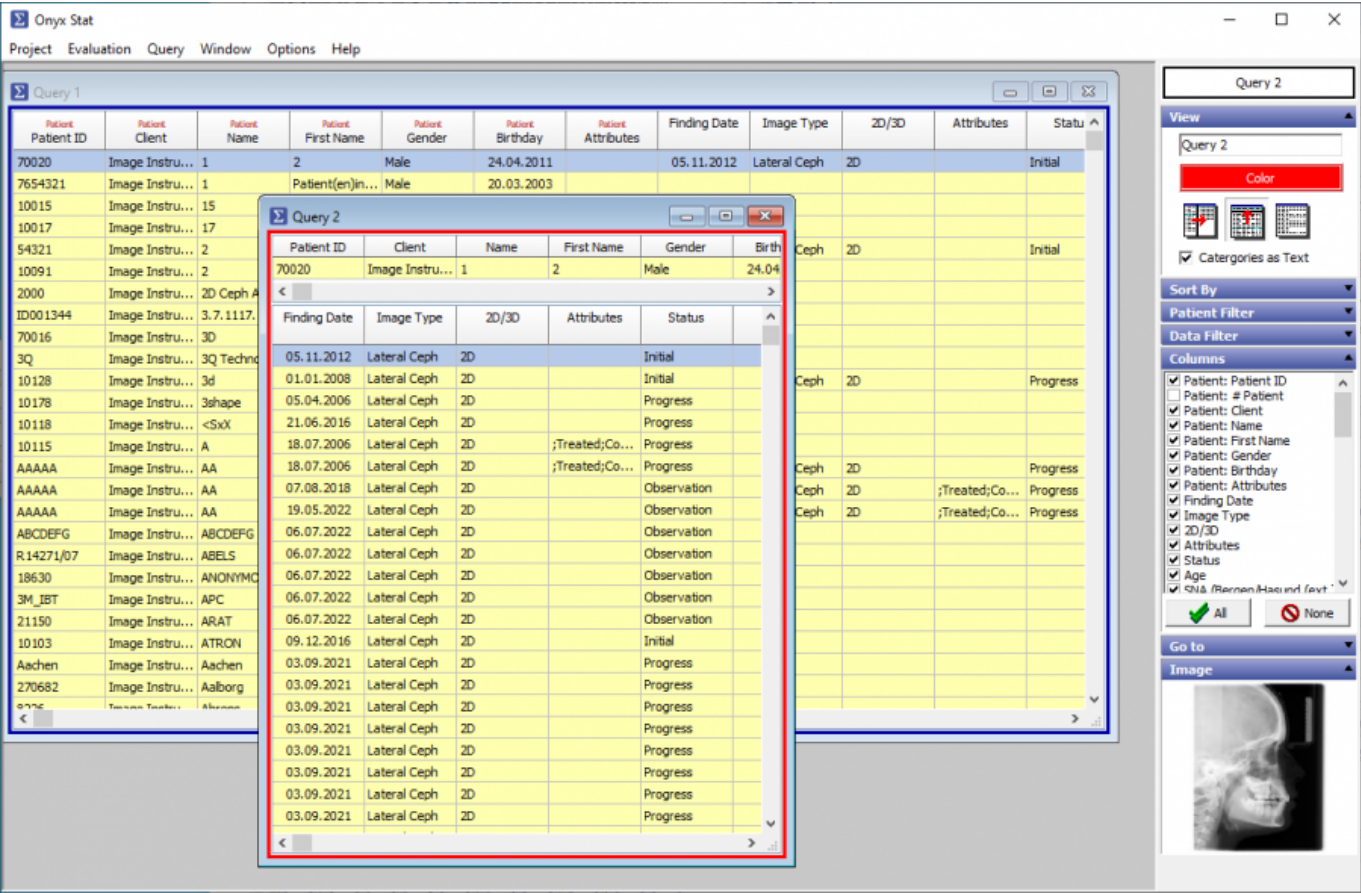 Onyx Stat
Project Evaluation Query Window Options Help
Query 1
Patient Patient Patient Patient Patient Patient Patient
Patient ID Client Name First Name Gender Birthday Attributes Finding Date Image Type 2D/3D Attributes Statu
70020 Image Instru... 1 2 Male 24.04.2011 05.11.2012 Lateral Ceph 2D Initial
7654321 Image Instru... 1 Patient(en)in... Male 20.03.2003
10015 Image Instru... 15
10017 Image Instru... 17
54321 Image Instru... 2 Ceph 2D Initial
10091 Image Instru... 2
2000 Image Instru... 2D Ceph A
ID001344 Image Instru... 3.7.1117.
70016 Image Instru... 3D
3Q Image Instru... 3Q Techno
10128 Image Instru... 3d Ceph 2D Progress
10178 Image Instru... 3shape
10118 Image Instru... <SxX
10115 Image Instru... A
AAAAA Image Instru... AA Ceph 2D Progress
AAAAA Image Instru... AA Ceph 2D ;Treated;Co... Progress
AAAAA Image Instru... AA Ceph 2D ;Treated;Co... Progress
ABCDEFG Image Instru... ABCDEFG
R14271/07 Image Instru... ABELS
18630 Image Instru... ANONYMO
3M_IBT Image Instru... APC
21150 Image Instru... ARAT
10103 Image Instru... ATRON
Aachen Image Instru... Aachen
270682 Image Instru... Aalborg
Query 2
Patient ID Client Name First Name Gender Birth
70020 Image Instru... 1 2 Male 24.04
Finding Date Image Type 2D/3D Attributes Status
05.11.2012 Lateral Ceph 2D Initial
01.01.2008 Lateral Ceph 2D Initial
05.04.2006 Lateral Ceph 2D Progress
21.06.2016 Lateral Ceph 2D Progress
18.07.2006 Lateral Ceph 2D ;Treated;Co... Progress
18.07.2006 Lateral Ceph 2D ;Treated;Co... Progress
07.08.2018 Lateral Ceph 2D Observation
19.05.2022 Lateral Ceph 2D Observation
06.07.2022 Lateral Ceph 2D Observation
06.07.2022 Lateral Ceph 2D Observation
06.07.2022 Lateral Ceph 2D Observation
06.07.2022 Lateral Ceph 2D Observation
06.07.2022 Lateral Ceph 2D Observation
09.12.2016 Lateral Ceph 2D Initial
03.09.2021 Lateral Ceph 2D Progress
03.09.2021 Lateral Ceph 2D Progress
03.09.2021 Lateral Ceph 2D Progress
03.09.2021 Lateral Ceph 2D Progress
03.09.2021 Lateral Ceph 2D Progress
03.09.2021 Lateral Ceph 2D Progress
03.09.2021 Lateral Ceph 2D Progress
03.09.2021 Lateral Ceph 2D Progress
Query 2
View
Query 2
Color
Catergories as Text
Sort By
Patient Filter
Data Filter
Columns
Patient: Patient ID
Patient: # Patient
Patient: Client
Patient: Name
Patient: First Name
Patient: Gender
Patient: Birthday
Patient: Attributes
Finding Date
Image Type
2D/3D
Attributes
Status
Age
SNA (Bergen/Hasund (ext.
All None
Go to
Image